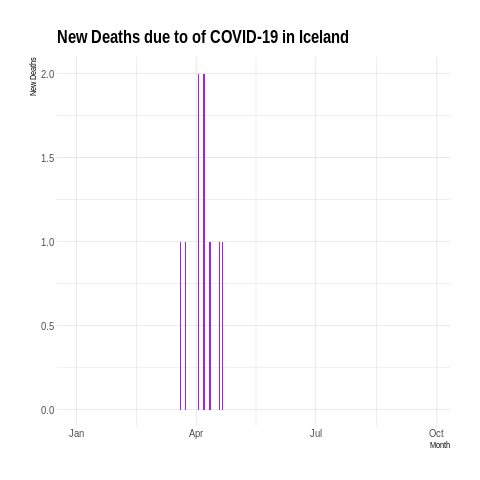 New Deaths due to of COVID-19 in Iceland
New Deaths
2.0
1.5
1.0
0.5
0.0
Jan Apr Jul Oct
Month